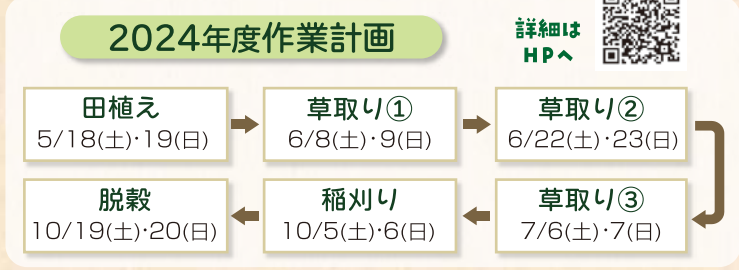 2024年度作業計画
詳細は
HPへ
田植え
5/18(土)・19(日)
草取り①
6/8(土)・9(日)
草取り②
6/22(土)・23(日)
草取り③
7/6(土)・7(日)
稲刈り
10/5(土)・6(日)
脱穀
10/19(土)・20(日)